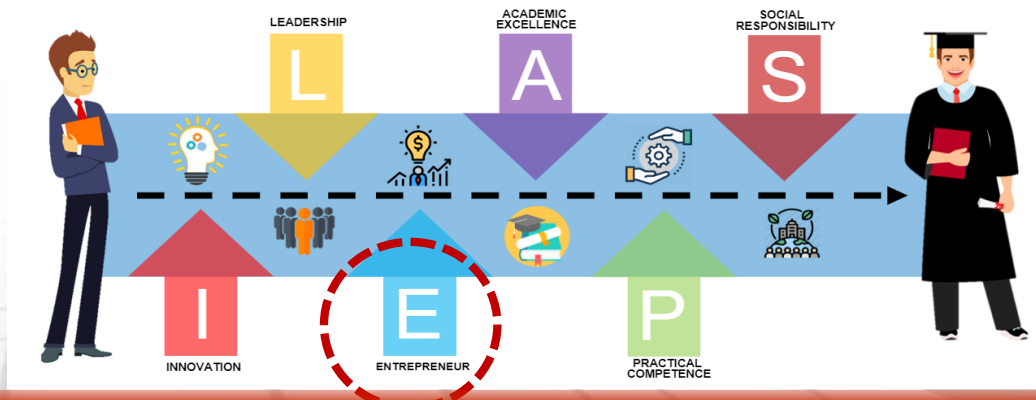 LEADERSHIP
ACADEMIC
EXCELLENCE
SOCIAL
RESPONSIBILITY
L
A
S
$
I
E
P
INNOVATION
ENTREPRENEUR
PRACTICAL
COMPETENCE